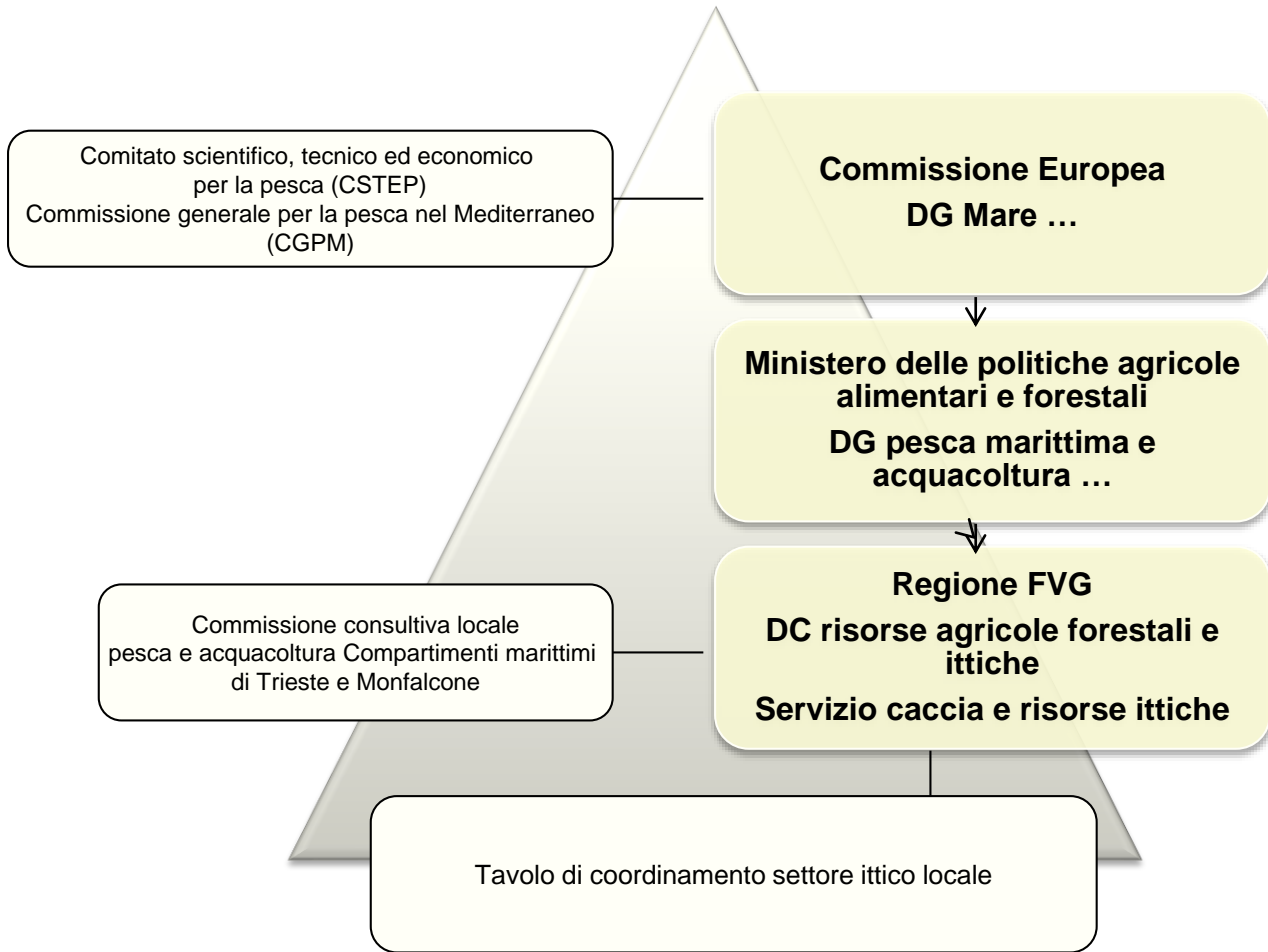 Comitato scientifico, tecnico ed economico
per la pesca (CSTEP)
Commissione generale per la pesca nel Mediterraneo
(CGPM)
Commissione Europea
DG Mare …
Ministero delle politiche agricole
alimentari e forestali
DG pesca marittima e
acquacoltura …
Commissione consultiva locale
pesca e acquacoltura Compartimenti marittimi
di Trieste e Monfalcone
Regione FVG
DC risorse agricole forestali e
ittiche
Servizio caccia e risorse ittiche
Tavolo di coordinamento settore ittico locale